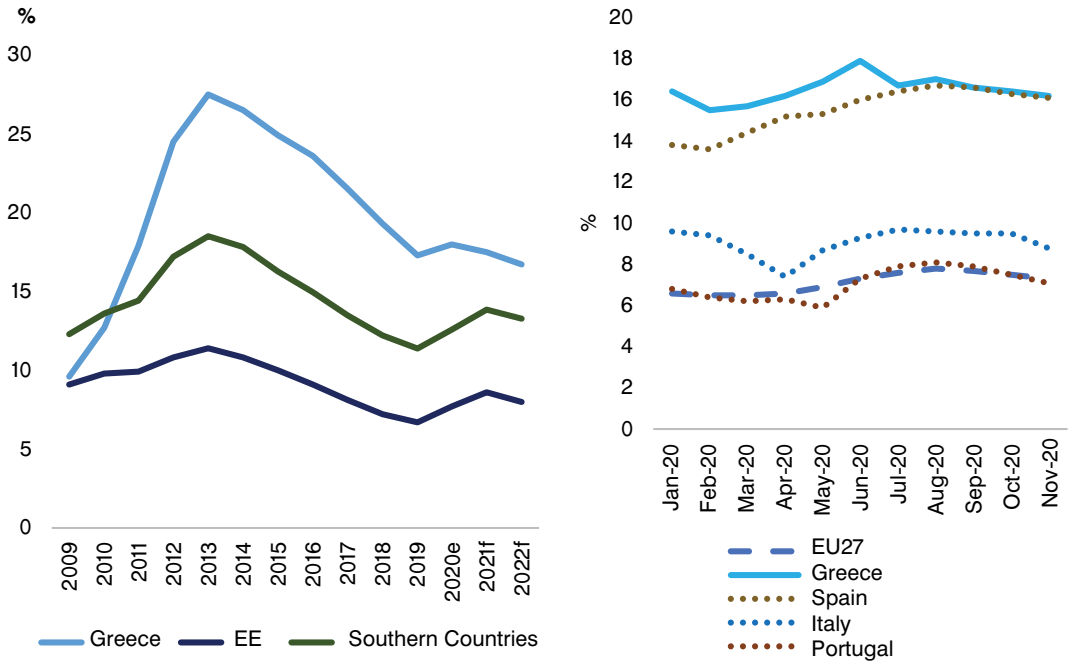 %
30
25
20
15
10
5
0
2009
2010
2011
2012
2013
2014
2015
2016
2017
2018
2019
2020e
2021f
2022f
Greece EE Southern Countries
20
18
16
14
12
10
8
6
4
2
0
%
Jan-20
Feb-20
Mar-20
Apr-20
May-20
Jun-20
Jul-20
Aug-20
Sep-20
Oct-20
Nov-20
EU27
Greece
Spain
Italy
Portugal